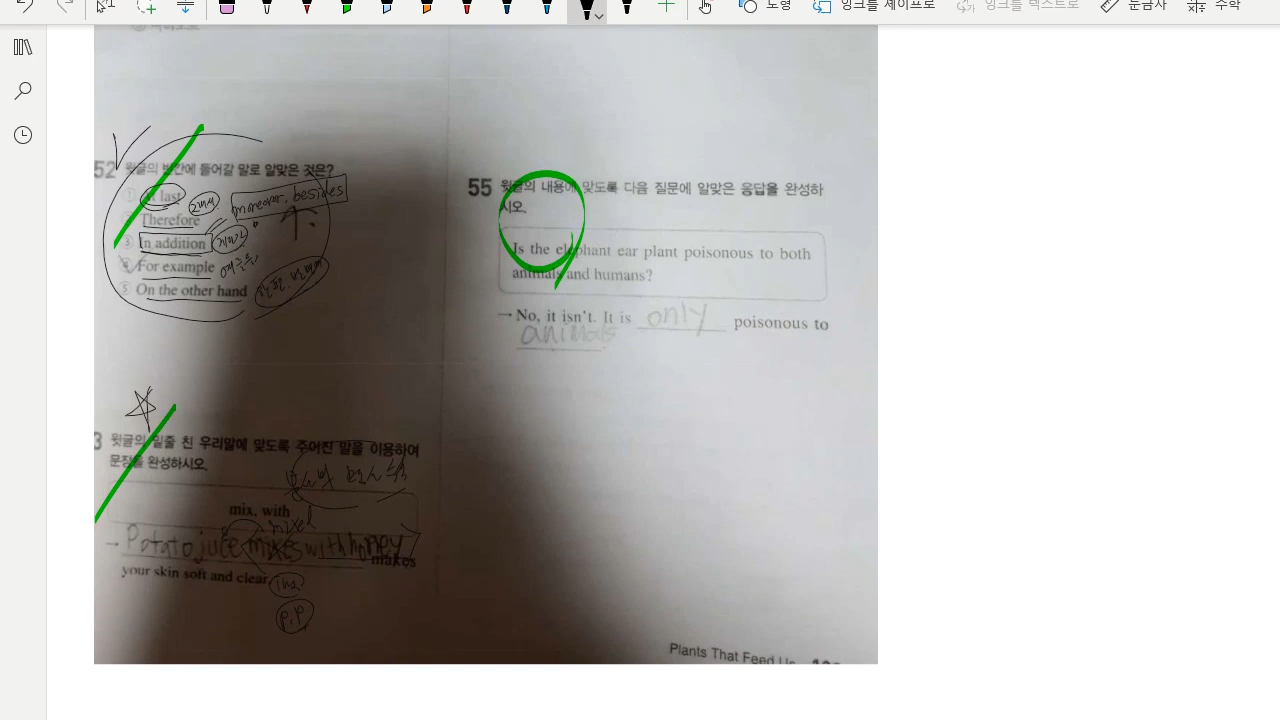 도형
잉크를 셰이프로
잉크를 텍스트로
눈금자
수학
52 윗글의 빈칸에 들어갈 말로 알맞은 것은?
① At last
moreover, besides
② Therefore
③ In addition
④ For example 예를들어
⑤ On the other hand
3 윗글의 밑줄 친 우리말에 맞도록 주어진 말을 이용하여
문장을 완성하시오.
mix, with
mixed
→ Potato juice mixes with honey makes
your skin soft and clear.
ing
P.P
55 윗글의 내용에 맞도록 다음 질문에 알맞은 응답을 완성하
시오.
Is the elephant ear plant poisonous to both
animals and humans?
→ No, it isn't. It is only poisonous to
animals.
Plants That Feed Us